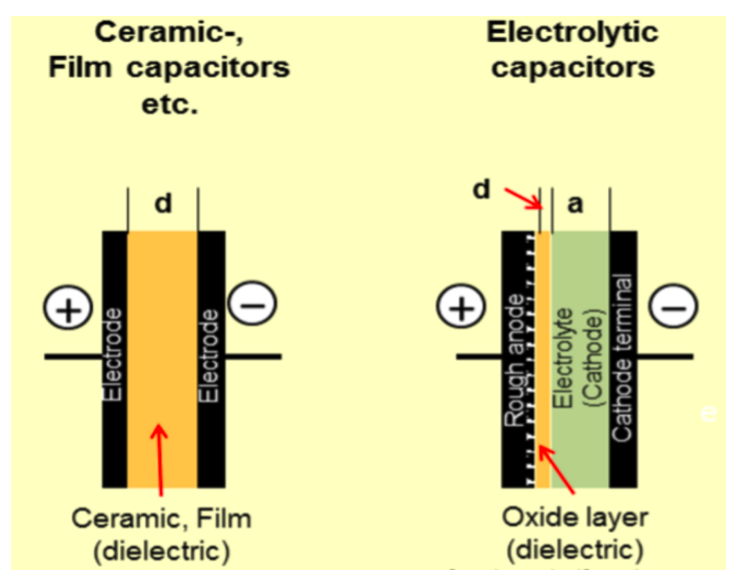 Ceramic-,
Film capacitors
etc.
Electrolytic
capacitors
d
d
a
+
−
+
−
Electrode
Electrode
Rough anode
Electrolyte
(Cathode)
Cathode terminal
e
Ceramic, Film
(dielectric)
Oxide layer
(dielectric)